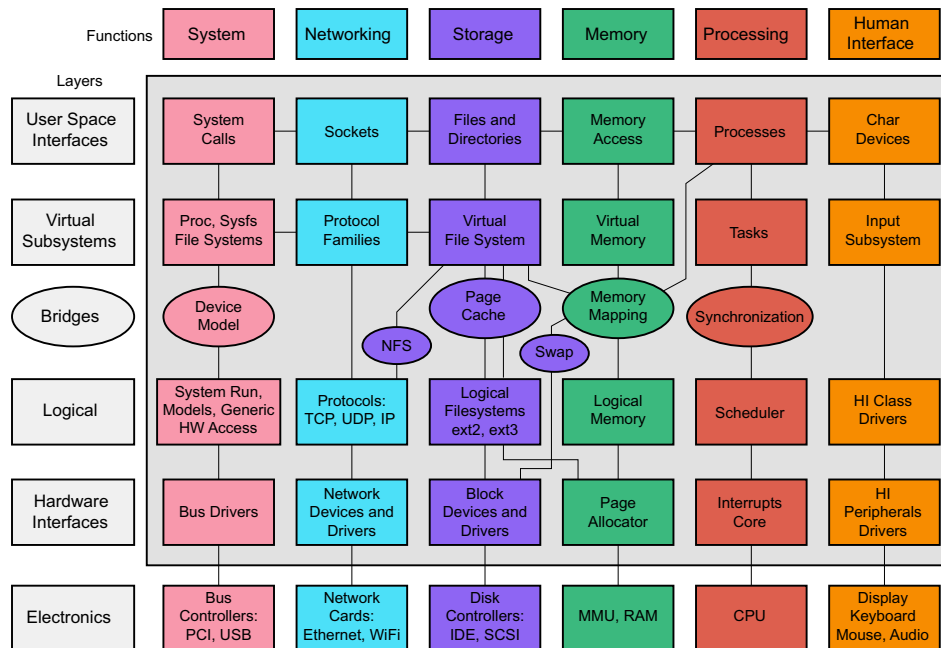 Functions
System
Networking
Storage
Memory
Processing
Human
Interface
Layers
User Space
Interfaces
System
Calls
Sockets
Files and
Directories
Memory
Access
Processes
Char
Devices
Virtual
Subsystems
Proc, Sysfs
File Systems
Protocol
Families
Virtual
File System
Virtual
Memory
Tasks
Input
Subsystem
Bridges
Device
Model
NFS
Page
Cache
Swap
Memory
Mapping
Synchronization
Logical
System Run,
Models, Generic
HW Access
Protocols:
TCP, UDP, IP
Logical
Filesystems
ext2, ext3
Logical
Memory
Scheduler
HI Class
Drivers
Hardware
Interfaces
Bus Drivers
Network
Devices and
Drivers
Block
Devices and
Drivers
Page
Allocator
Interrupts
Core
HI
Peripherals
Drivers
Electronics
Bus
Controllers:
PCI, USB
Network
Cards:
Ethernet, WiFi
Disk
Controllers:
IDE, SCSI
MMU, RAM
CPU
Display
Keyboard
Mouse, Audio